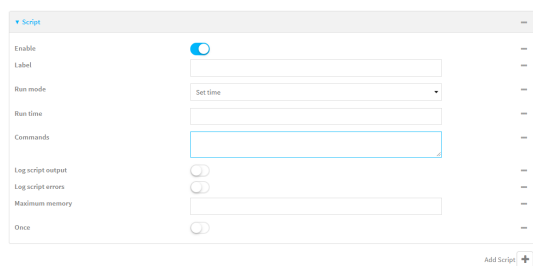 Script
Enable
Label
Run mode
Set time
Run time
Commands
Log script output
Log script errors
Maximum memory
Once
Add Script